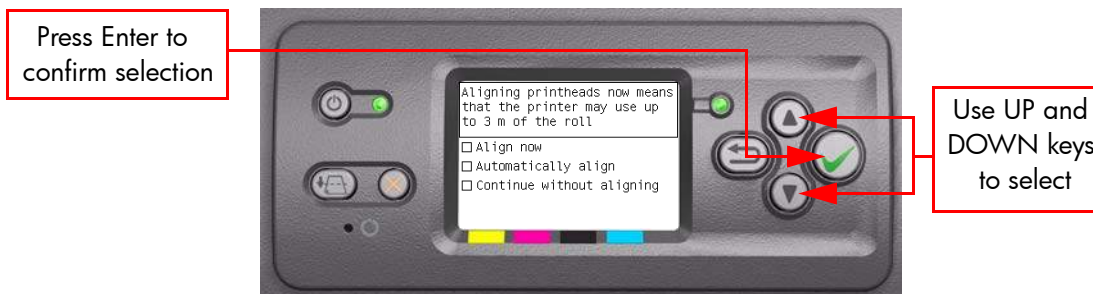 Press Enter to
confirm selection
Aligning printheads now means
that the printer may use up
to 3 m of the roll
Align now
Automatically align
Continue without aligning
Use UP and
DOWN keys
to select